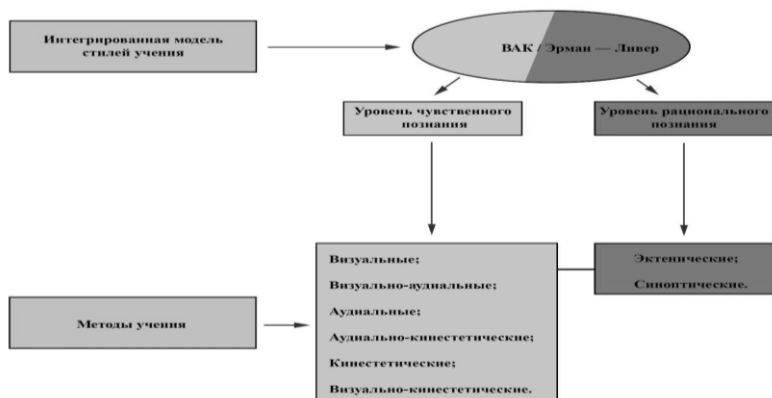 Интегрированная модель
стилей учения
ВАК / Эрман — Ливер
Уровень чувственного
познания
Уровень рационального
познания
Визуальные;
Визуально-аудиальные;
Аудиальные;
Аудиально-кинестетические;
Кинестетические;
Визуально-кинестетические.
Эктенические;
Синоптические.
Методы учения